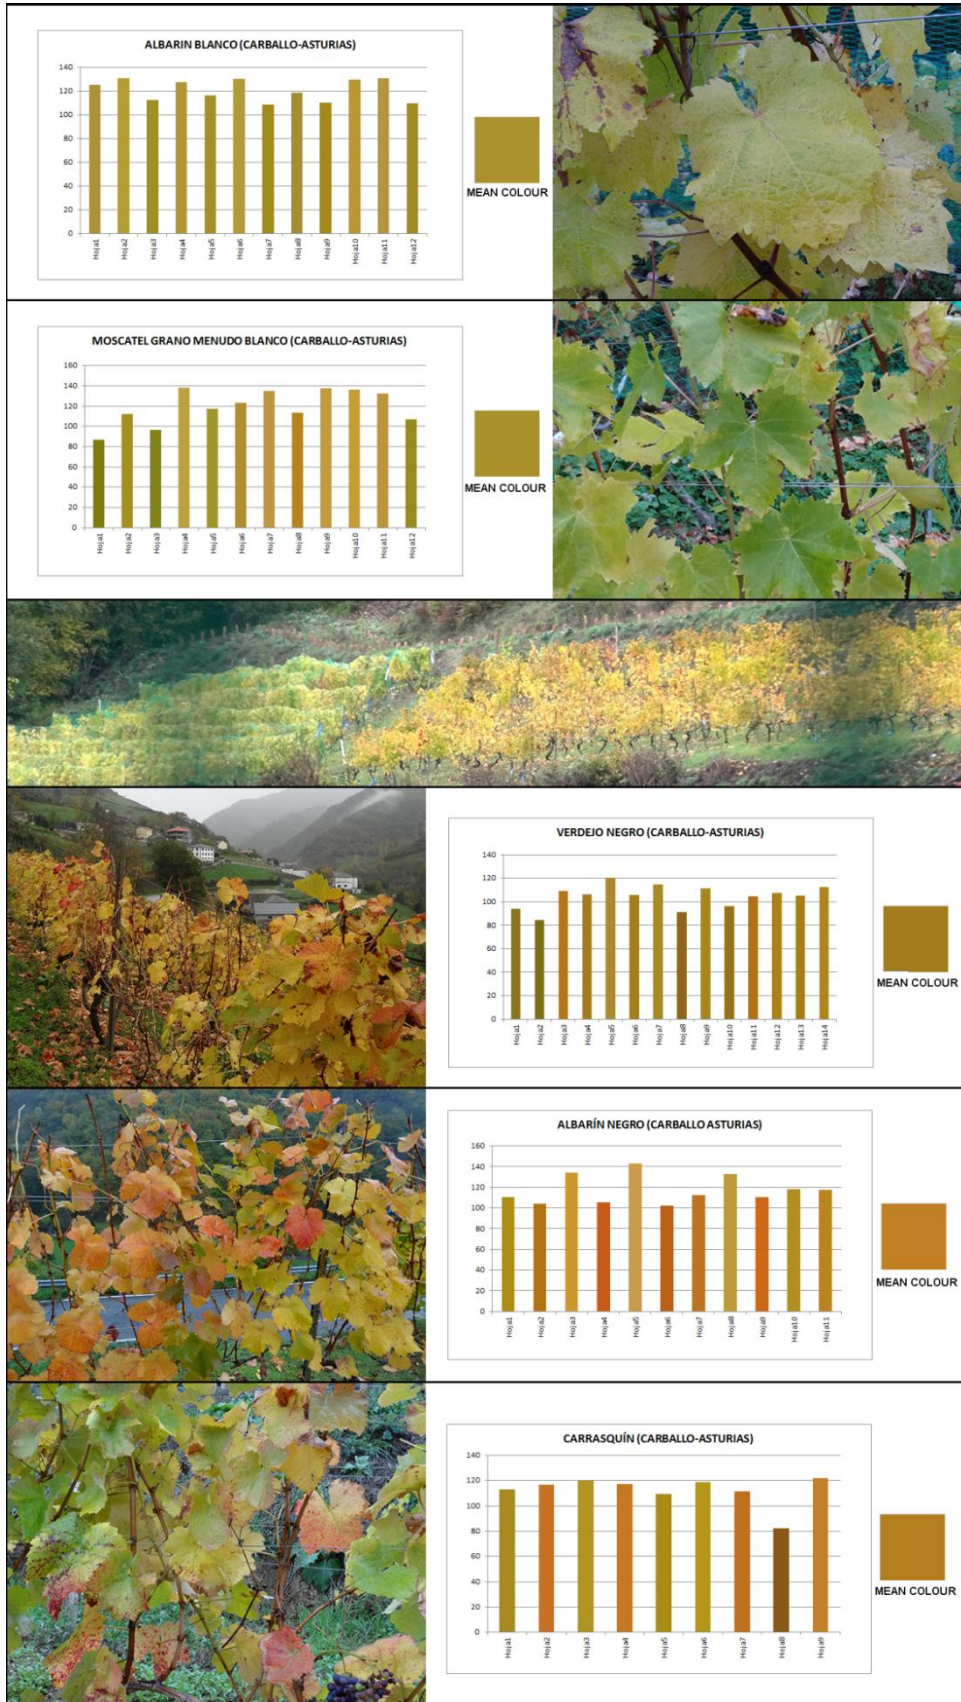 ALBARIN BLANCO (CARBALLO-ASTURIAS)
140
120
100
80
60
40
20
0
Hoja1
Hoja2
Hoja3
Hoja4
Hoja5
Hoja6
Hoja7
Hoja8
Hoja9
Hoja10
Hoja11
Hoja12
MEAN COLOUR
MOSCATEL GRANO MENUDO BLANCO (CARBALLO-ASTURIAS)
160
140
120
100
80
60
40
20
0
Hoja1
Hoja2
Hoja3
Hoja4
Hoja5
Hoja6
Hoja7
Hoja8
Hoja9
Hoja10
Hoja11
Hoja12
MEAN COLOUR
VERDEJO NEGRO (CARBALLO-ASTURIAS)
140
120
100
80
60
40
20
0
Hoja1
Hoja2
Hoja3
Hoja4
Hoja5
Hoja6
Hoja7
Hoja8
Hoja9
Hoja10
Hoja11
Hoja12
Hoja13
Hoja14
MEAN COLOUR
ALBARÍN NEGRO (CARBALLO ASTURIAS)
160
140
120
100
80
60
40
20
0
Hoja1
Hoja2
Hoja3
Hoja4
Hoja5
Hoja6
Hoja7
Hoja8
Hoja9
Hoja10
Hoja11
MEAN COLOUR
CARRASQUÍN (CARBALLO-ASTURIAS)
140
120
100
80
60
40
20
0
Hoja1
Hoja2
Hoja3
Hoja4
Hoja5
Hoja6
Hoja7
Hoja8
Hoja9
MEAN COLOUR